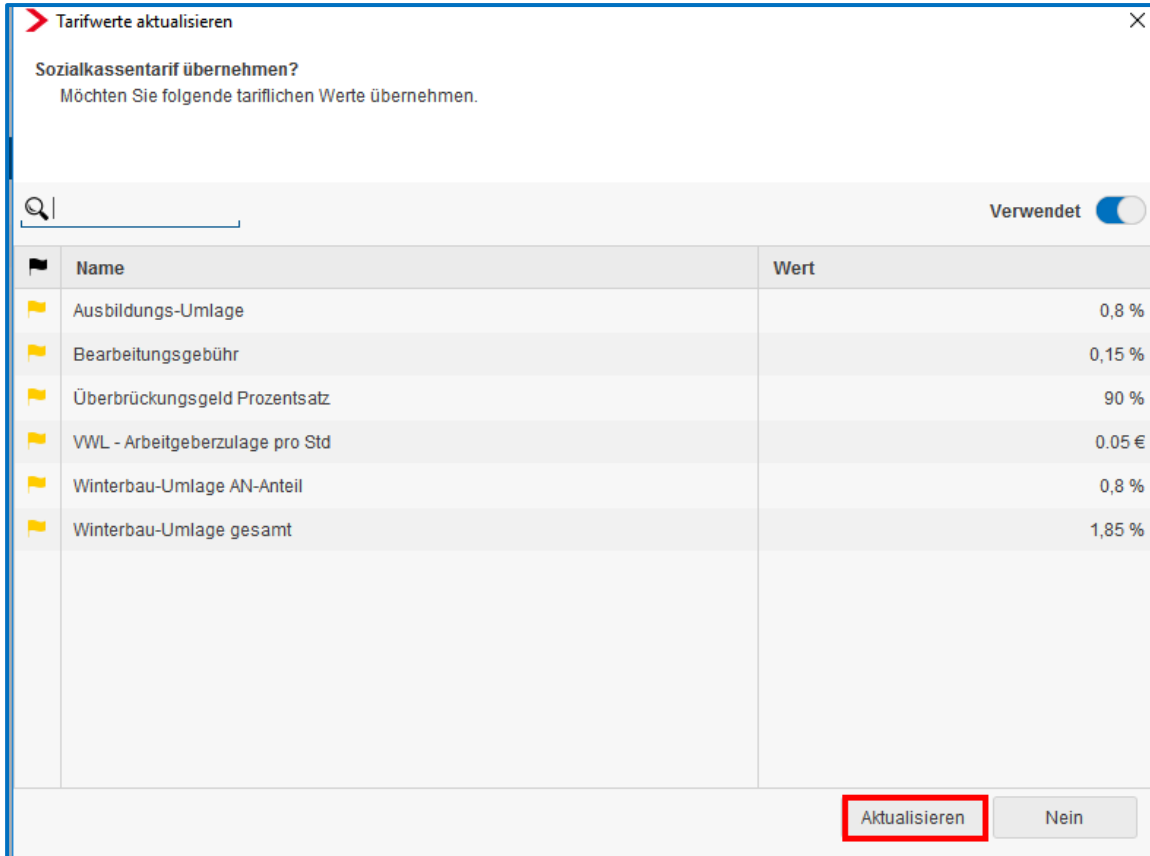 Tarifwerte aktualisieren
Sozialkassentarif übernehmen?
Möchten Sie folgende tariflichen Werte übernehmen.
Verwendet
Name Wert
Ausbildungs-Umlage 0,8 %
Bearbeitungsgebühr 0,15 %
Überbrückungsgeld Prozentsatz 90 %
VWL - Arbeitgeberzulage pro Std 0.05 €
Winterbau-Umlage AN-Anteil 0,8 %
Winterbau-Umlage gesamt 1,85 %
Aktualisieren Nein